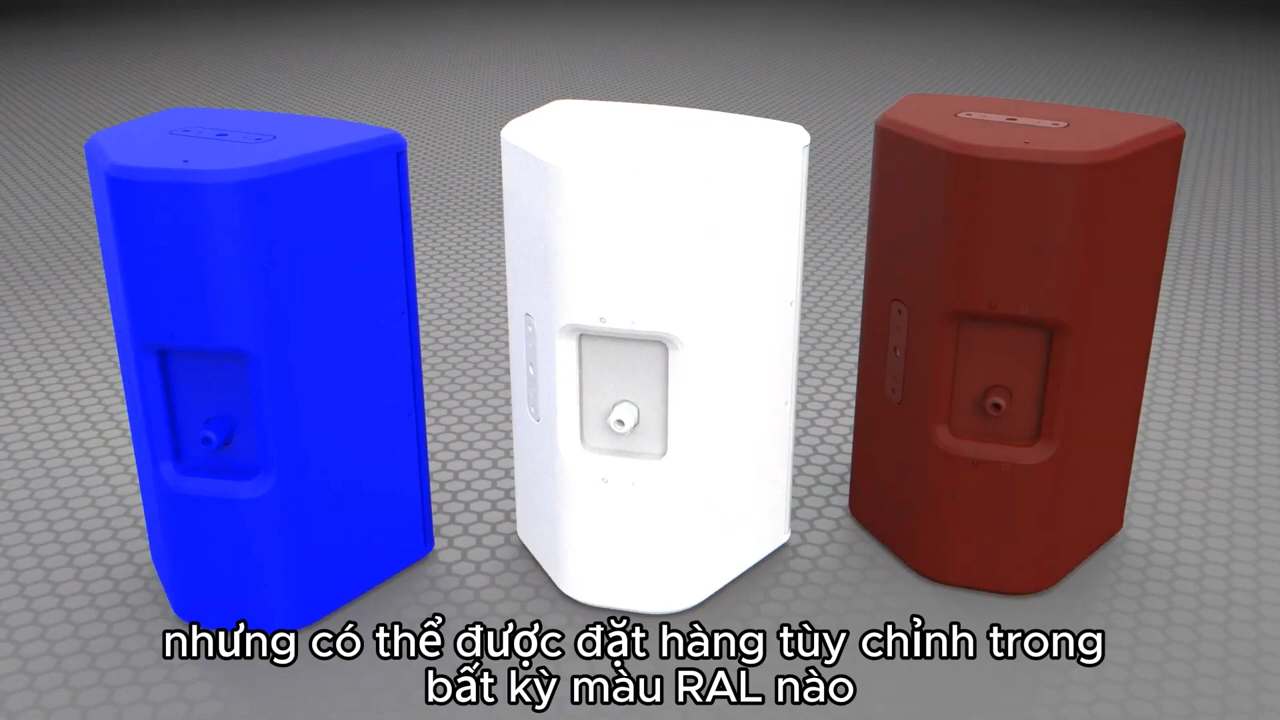 nhưng có thể được đặt hàng tùy chỉnh trong
bất kỳ màu RAL nào